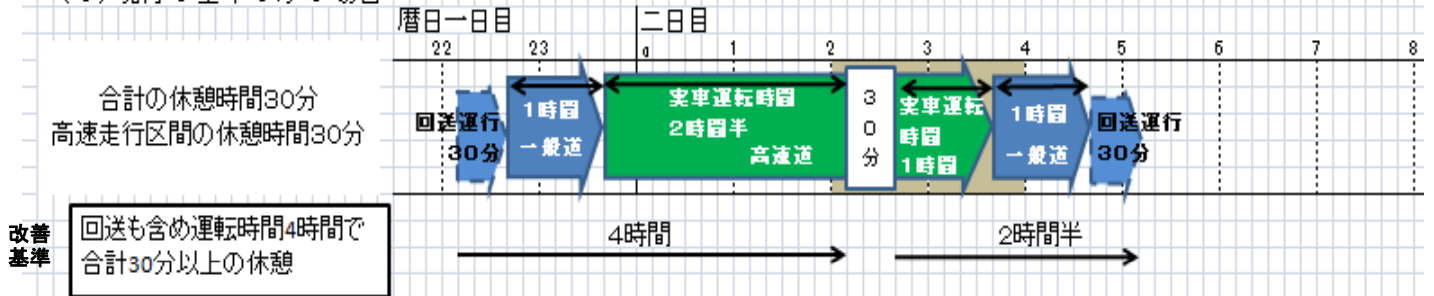 暦日一日目
二日目
22 23 0 1 2 3 4 5 6 7 8
合計の休憩時間30分
高速走行区間の休憩時間30分
回送運行
30分
1時間
一般道
実車運転時間
2時間半
高速道
30分
実車運転
時間
1時間
1時間
一般道
回送運行
30分
改善
基準
回送も含め運転時間4時間で
合計30分以上の休憩
4時間
2時間半